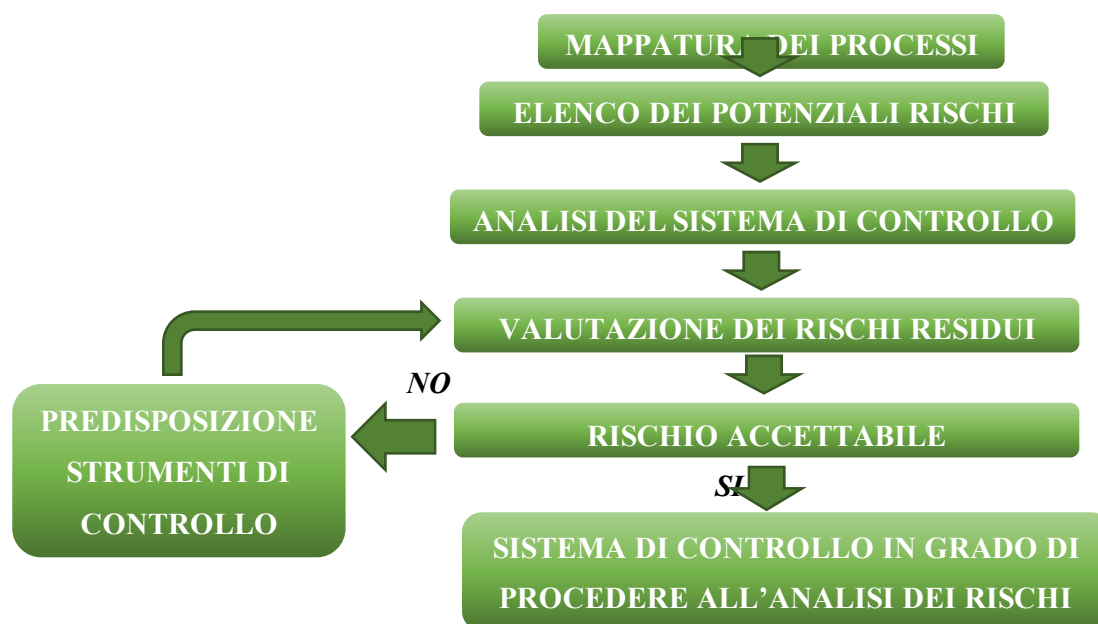 MAPPATURA DEI PROCESSI
ELENCO DEI POTENZIALI RISCHI
ANALISI DEL SISTEMA DI CONTROLLO
VALUTAZIONE DEI RISCHI RESIDUI
NO
PREDISPOSIZIONE
STRUMENTI DI
CONTROLLO
RISCHIO ACCETTABILE
SI
SISTEMA DI CONTROLLO IN GRADO DI
PROCEDERE ALL’ANALISI DEI RISCHI